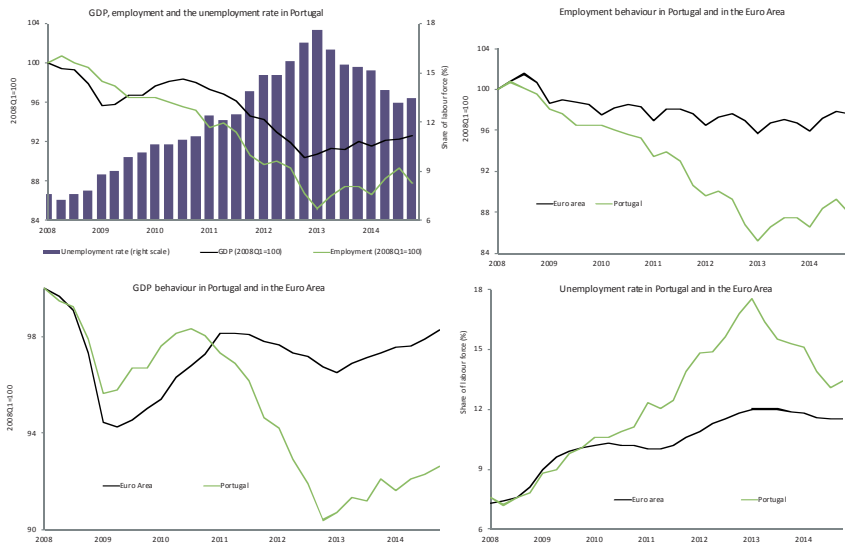 GDP, employment and the unemployment rate in Portugal
104
100
96
92
88
84
2008Q1=100
18
15
12
9
6
Share of labour force (%)
2008 2009 2010 2011 2012 2013 2014
Unemployment rate (right scale) GDP (2008Q1=100) Employment (2008Q1=100)
Employment behaviour in Portugal and in the Euro Area
104
100
96
92
88
84
2008Q1=100
Euro area Portugal
2008 2009 2010 2011 2012 2013 2014
GDP behaviour in Portugal and in the Euro Area
98
94
90
2008Q1=100
Euro Area Portugal
2008 2009 2010 2011 2012 2013 2014
Unemployment rate in Portugal and in the Euro Area
18
15
12
9
6
Share of labour force (%)
Euro area Portugal
2008 2009 2010 2011 2012 2013 2014